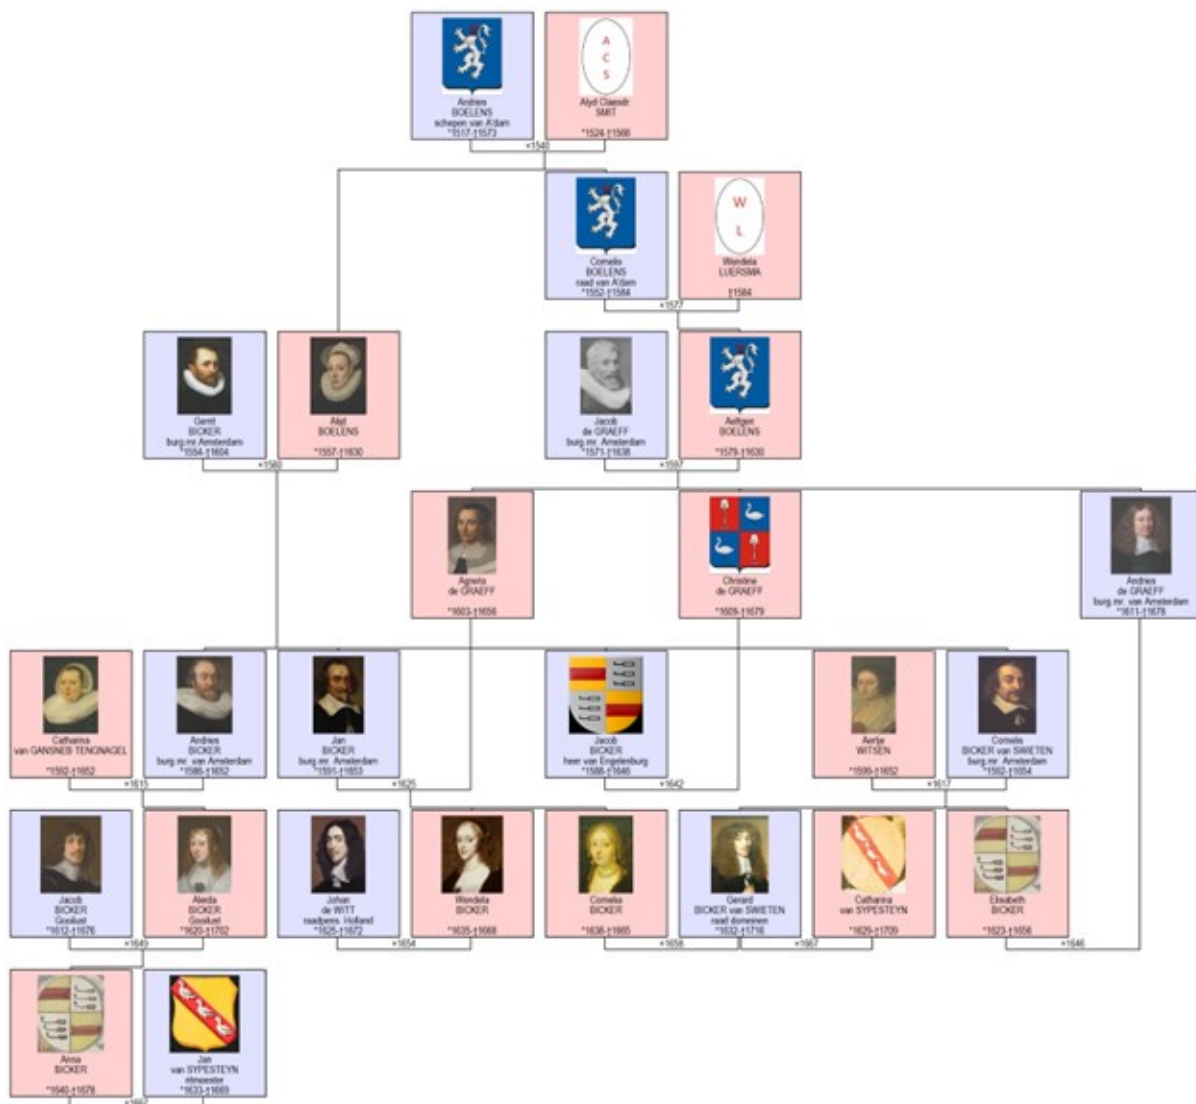 A
C
S
Andries
BOELENS
schepen van A'dam
*1517-†1573
Alyd Claesdr.
SMIT
*1524-†1566
×1540
W
L
Cornelis
BOELENS
raad van A'dam
*1552-†1584
Wendela
LUERSMA
†1584
×1577
Gerrit
BICKER
burg.mr Amsterdam
*1554-†1604
Alijd
BOELENS
*1557-†1630
×1580
Jacob
de GRAEFF
burg.mr. Amsterdam
*1571-†1638
Aeltgen
BOELENS
*1579-†1630
×1597
Agneta
de GRAEFF
*1603-†1656
Christine
de GRAEFF
*1609-†1679
Andries
de GRAEFF
burg.mr. van Amsterdam
*1611-†1678
Catharina
van GANSNEB TENGNAGEL
*1592-†1652
Andries
BICKER
burg.mr. van Amsterdam
*1586-†1652
×1615
Jan
BICKER
burg.mr. Amsterdam
*1591-†1653
×1625
Jacob
BICKER
heer van Engelenburg
*1588-†1646
×1642
Aertje
WITSEN
*1599-†1652
Cornelis
BICKER van SWIETEN
burg.mr. Amsterdam
*1592-†1654
×1617
Jacob
BICKER
Gooilust
*1612-†1676
Aleida
BICKER
Gooilust
*1620-†1702
×1649
Johan
de WITT
raadpens. Holland
*1625-†1672
Wendela
BICKER
*1635-†1668
×1654
Cornelia
BICKER
*1638-†1665
×1656
Gerard
BICKER van SWIETEN
raad domeinen
*1632-†1716
Catharina
van SYPESTEYN
*1629-†1709
×1667
Elisabeth
BICKER
*1623-†1656
×1646
Anna
BICKER
*1640-†1678
Jan
van SYPESTEYN
ritmeester
*1633-†1669